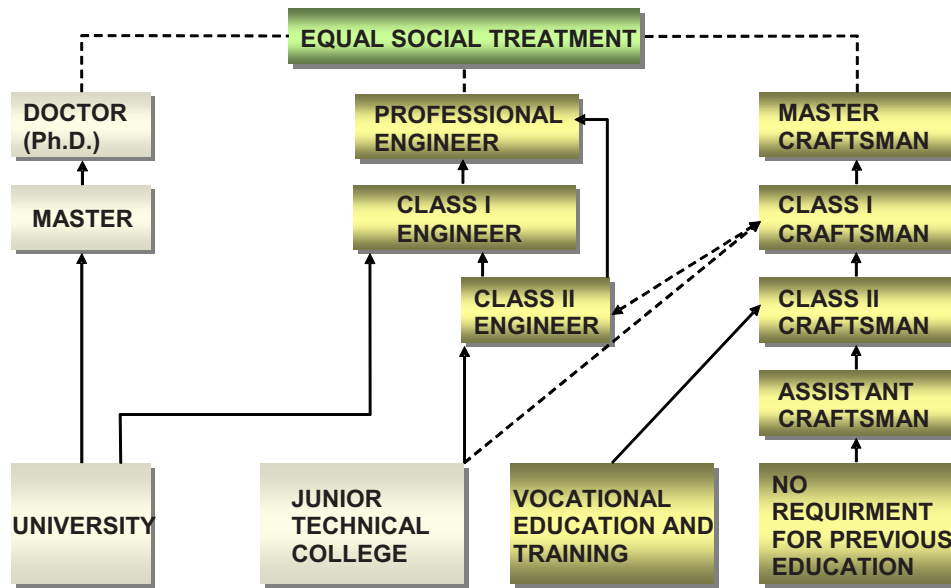 EQUAL SOCIAL TREATMENT
DOCTOR
(Ph.D.)
PROFESSIONAL
ENGINEER
MASTER
CRAFTSMAN
MASTER
CLASS I
ENGINEER
CLASS I
CRAFTSMAN
CLASS II
ENGINEER
CLASS II
CRAFTSMAN
ASSISTANT
CRAFTSMAN
UNIVERSITY
JUNIOR
TECHNICAL
COLLEGE
VOCATIONAL
EDUCATION AND
TRAINING
NO
REQUIRMENT
FOR PREVIOUS
EDUCATION